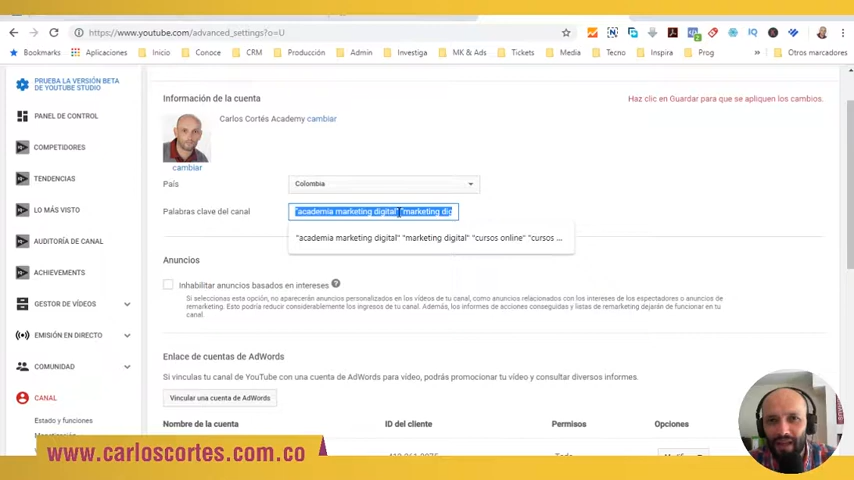 https://www.youtube.com/advanced_settings?o=U
Bookmarks Aplicaciones Inicio Conoce CRM Producción Admin Investiga MK & Ads Tickets Media Tecno Inspira Prog » Otros marcadores
PRUEBA LA VERSIÓN BETA
DE YOUTUBE STUDIO
PANEL DE CONTROL
COMPETIDORES
TENDENCIAS
LO MÁS VISTO
AUDITORÍA DE CANAL
ACHIEVEMENTS
GESTOR DE VÍDEOS
EMISIÓN EN DIRECTO
COMUNIDAD
CANAL
Estado y funciones
Información de la cuenta
Haz clic en Guardar para que se apliquen los cambios.
Carlos Cortés Academy cambiar
cambiar
País Colombia
Palabras clave del canal "academia marketing digital" "marketing dig
"academia marketing digital" "marketing digital" "cursos online" "cursos ...
Anuncios
Inhabilitar anuncios basados en intereses ?
Si seleccionas esta opción, no aparecerán anuncios personalizados en los vídeos de tu canal, como anuncios relacionados con los intereses de los espectadores o anuncios de
remarketing. Esto podría reducir considerablemente los ingresos de tu canal. Además, los informes de acciones conseguidas y listas de remarketing dejarán de funcionar en tu
canal.
Enlace de cuentas de AdWords
Si vinculas tu canal de YouTube con una cuenta de AdWords para vídeo, podrás promocionar tu vídeo y consultar diversos informes.
Vincular una cuenta de AdWords
Nombre de la cuenta ID del cliente Permisos Opciones
www.carloscortes.com.co